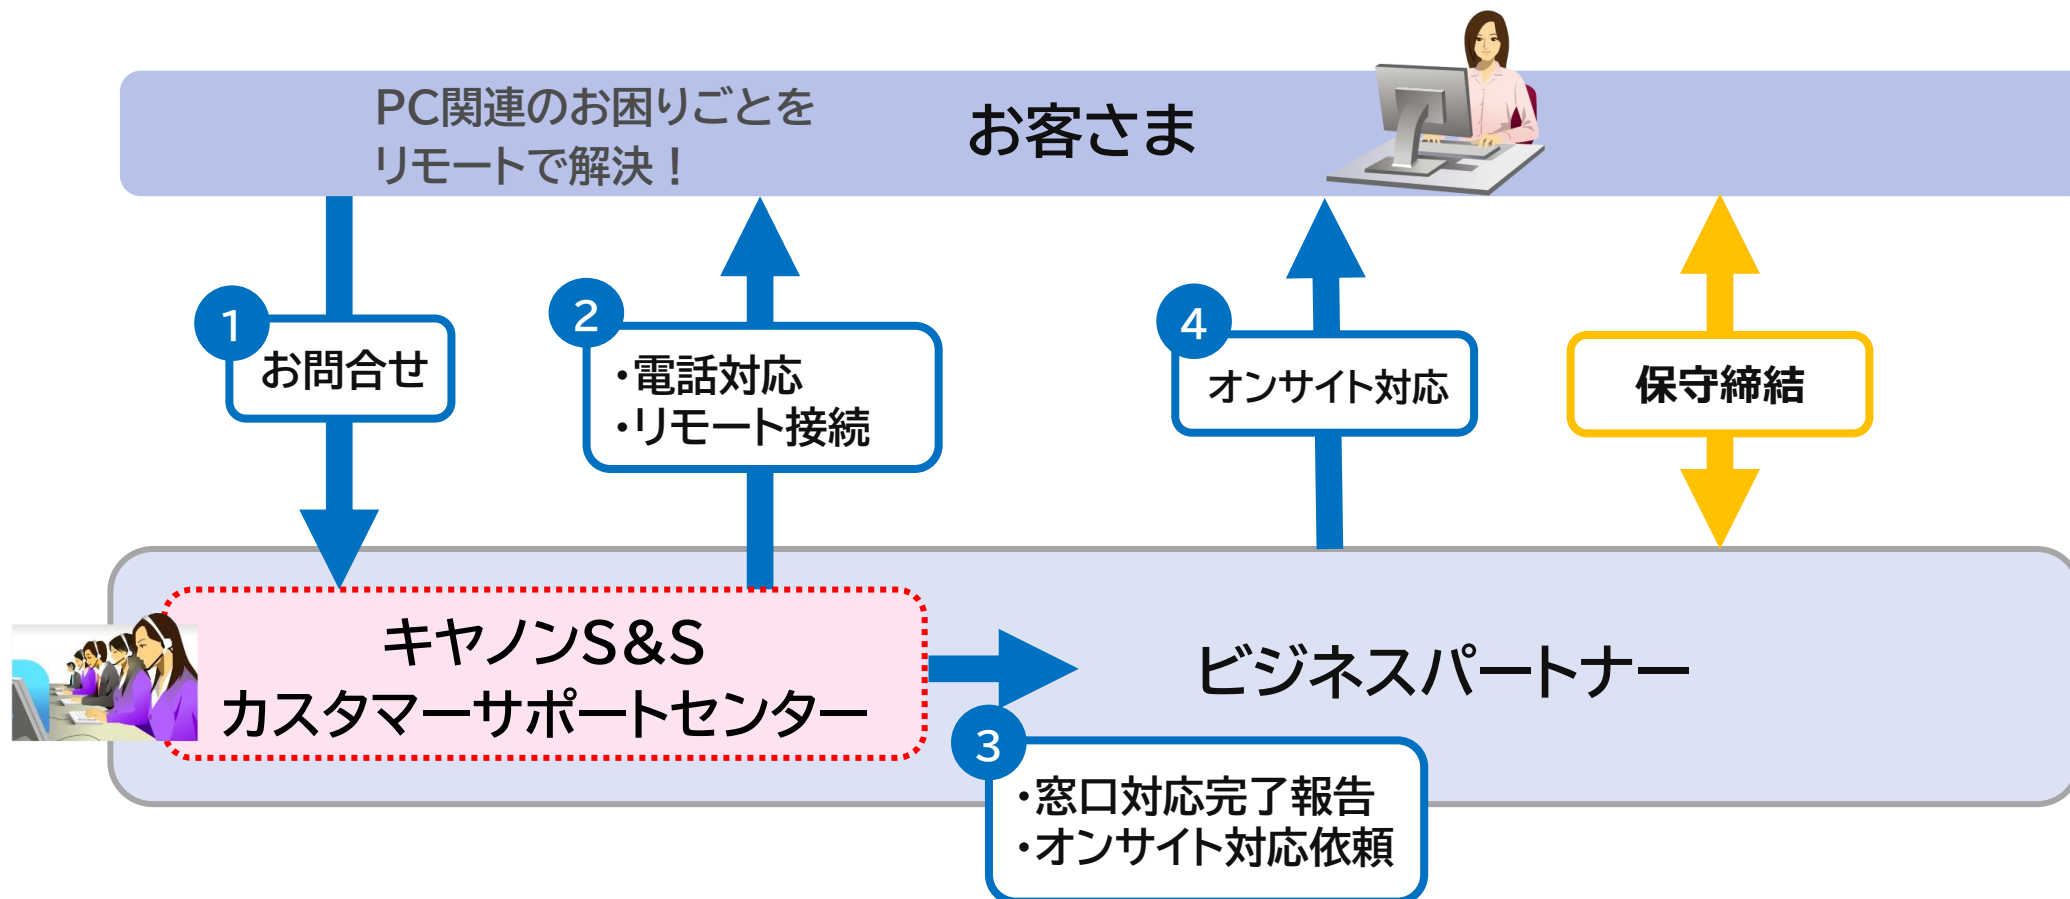 PC関連のお困りごとを
リモートで解決！
お客さま
1
お問合せ
2
・電話対応
・リモート接続
4
オンサイト対応
保守締結
キヤノンS&S
カスタマーサポートセンター
ビジネスパートナー
3
・窓口対応完了報告
・オンサイト対応依頼